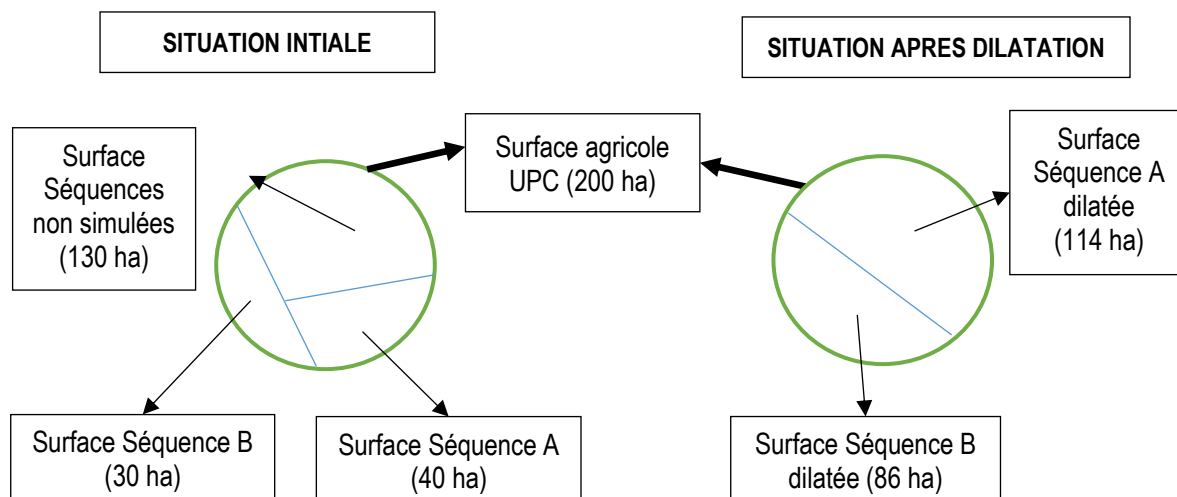 SITUATION INTIALE
SITUATION APRES DILATATION
Surface
Séquences
non simulées
(130 ha)
Surface agricole
UPC (200 ha)
Surface
Séquence A
dilatée
(114 ha)
Surface Séquence B
(30 ha)
Surface Séquence A
(40 ha)
Surface Séquence B
dilatée (86 ha)